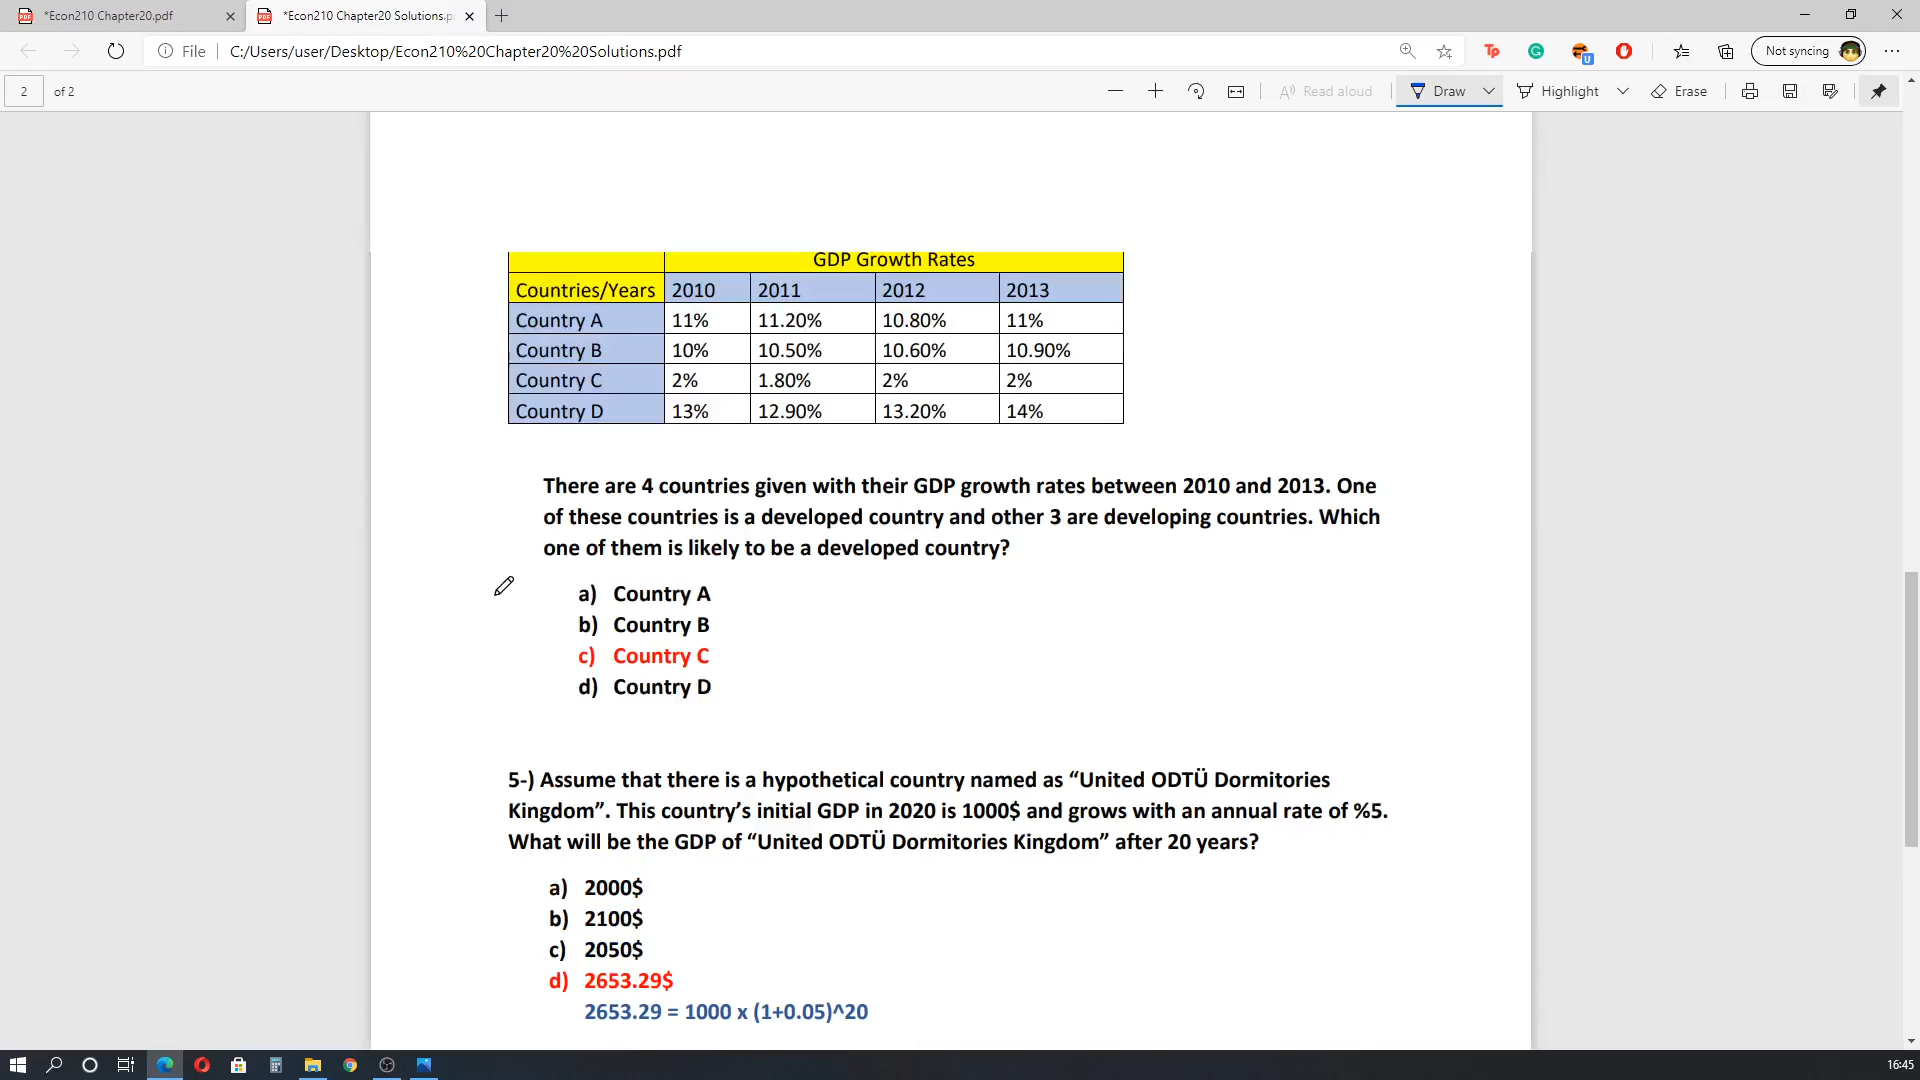 *Econ210 Chapter20.pdf
*Econ210 Chapter20 Solutions.p
File
C:/Users/user/Desktop/Econ210%20Chapter20%20Solutions.pdf
Not syncing
2 of 2
Read aloud
Draw
Highlight
Erase
GDP Growth Rates
Countries/Years 2010 2011 2012 2013
Country A 11% 11.20% 10.80% 11%
Country B 10% 10.50% 10.60% 10.90%
Country C 2% 1.80% 2% 2%
Country D 13% 12.90% 13.20% 14%
There are 4 countries given with their GDP growth rates between 2010 and 2013. One
of these countries is a developed country and other 3 are developing countries. Which
one of them is likely to be a developed country?
a) Country A
b) Country B
c) Country C
d) Country D
5-) Assume that there is a hypothetical country named as “United ODTÜ Dormitories
Kingdom”. This country’s initial GDP in 2020 is 1000$ and grows with an annual rate of %5.
What will be the GDP of “United ODTÜ Dormitories Kingdom” after 20 years?
a) 2000$
b) 2100$
c) 2050$
d) 2653.29$
2653.29 = 1000 x (1+0.05)^20
16:45